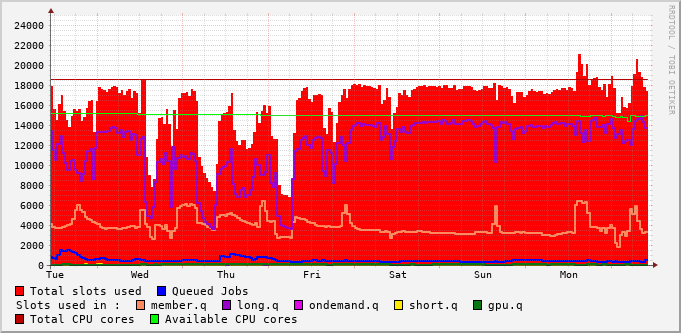 24000
22000
20000
18000
16000
14000
12000
10000
8000
6000
4000
2000
0
Tue Wed Thu Fri Sat Sun Mon
RRDTOOL / TOBI OETIKER
Total slots used Queued Jobs
Slots used in : member.q long.q ondemand.q short.q gpu.q
Total CPU cores Available CPU cores